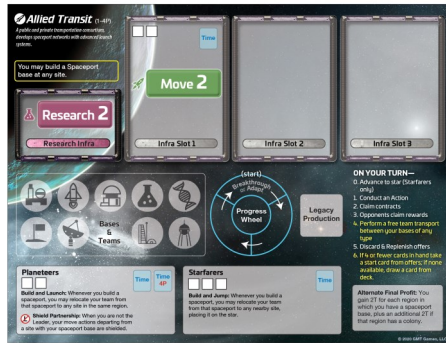 Allied Transit (1-4P)
A public and private transportation consortium,
develops spaceport networks with advanced launch
systems.
You may build a Spaceport
base at any site.
Research 2
Research Infra
Time
Move 2
Infra Slot 1
Infra Slot 2
Infra Slot 3
Bases
&
Teams
(start)
Breakthrough
or Adapt
Progress
Wheel
Legacy
Production
ON YOUR TURN—
0. Advance to star (Starfarers
only)
1. Conduct an Action
2. Claim contracts
3. Opponents claim rewards
4. Perform a free team transport
between your bases of any
type
5. Discard & Replenish offers
6. If 4 or fewer cards in hand take
a start card from offers; if none
available, draw a card from
deck.
Planeteers
Time
Time
4P
Build and Launch: Whenever you build a
spaceport, you may relocate your team from
that spaceport to any site in the same region.
Shield Partnership: When you are not the
Leader, your move actions departing from
a site with your spaceport base are shielded.
Starfarers
Time
Build and Jump: Whenever you build a
spaceport, you may relocate your team from
that spaceport to any nearby site,
placing it on the star.
Alternate Final Profit: You
gain 2T for each region in
which you have a spaceport
base, plus an additional 2T if
that region has a colony.
© 2020 GMT Games, LLC